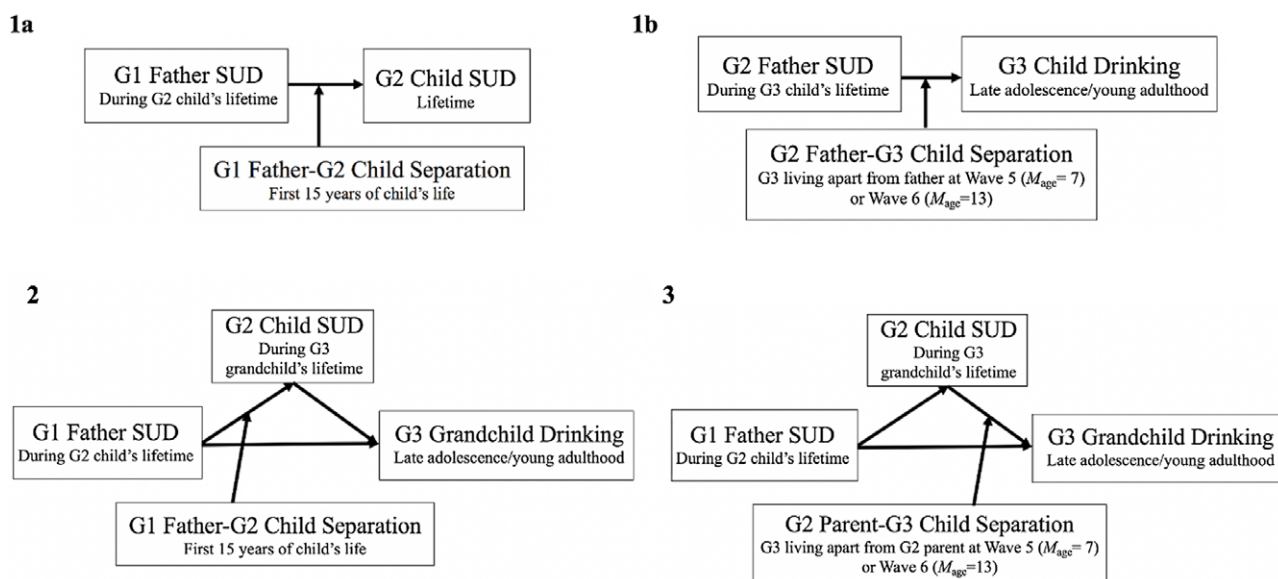 1a
G1 Father SUD
During G2 child's lifetime
G2 Child SUD
Lifetime
G1 Father-G2 Child Separation
First 15 years of child's life
1b
G2 Father SUD
During G3 child's lifetime
G3 Child Drinking
Late adolescence/young adulthood
G2 Father-G3 Child Separation
G3 living apart from father at Wave 5 (Mage= 7)
or Wave 6 (Mage=13)
2
G2 Child SUD
During G3
grandchild's lifetime
G1 Father SUD
During G2 child's lifetime
G3 Grandchild Drinking
Late adolescence/young adulthood
G1 Father-G2 Child Separation
First 15 years of child's life
3
G2 Child SUD
During G3
grandchild's lifetime
G1 Father SUD
During G2 child's lifetime
G3 Grandchild Drinking
Late adolescence/young adulthood
G2 Parent-G3 Child Separation
G3 living apart from G2 parent at Wave 5 (Mage= 7)
or Wave 6 (Mage=13)